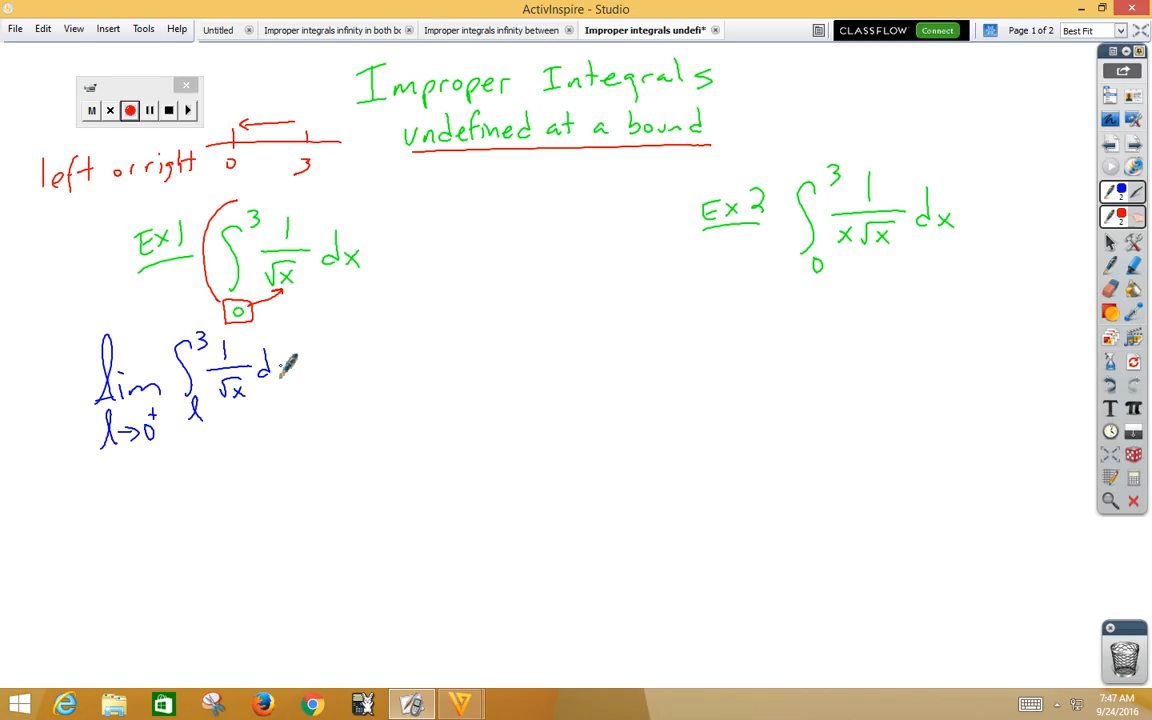 ActivInspire - Studio
File Edit View Insert Tools Help
Untitled
Improper integrals infinity in both bo
Improper integrals infinity between
Improper integrals undefi*
CLASSFLOW Connect
Page 1 of 2
Best Fit
M
Improper Integrals
undefined at a bound
left or right
0 3
Ex 1 ∫₀³ 1/√x dx
Ex 2 ∫₀³ 1/(x√x) dx
lim l→0⁺ ∫ₗ³ 1/√x d
2
2
T π
7:47 AM
9/24/2016